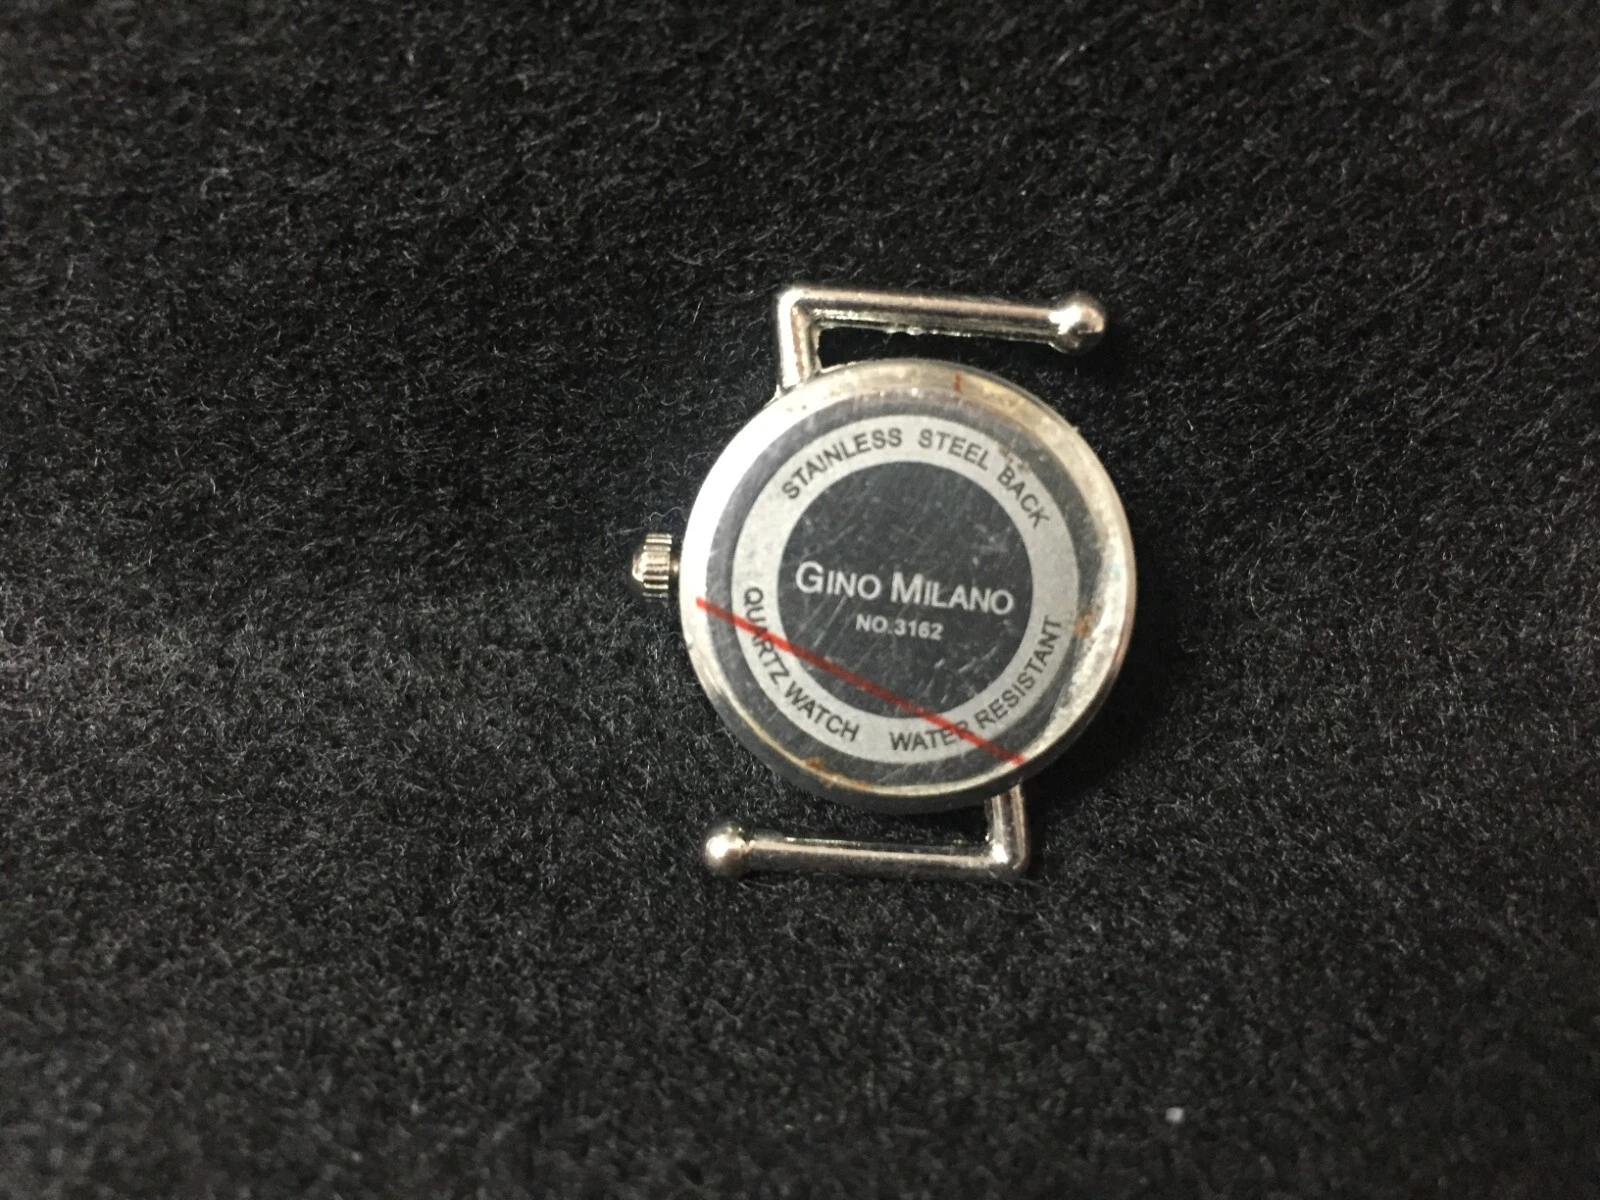 STAINLESS STEEL BACK
GINO MILANO
NO.3162
QUARTZ WATCH
WATER RESISTANT